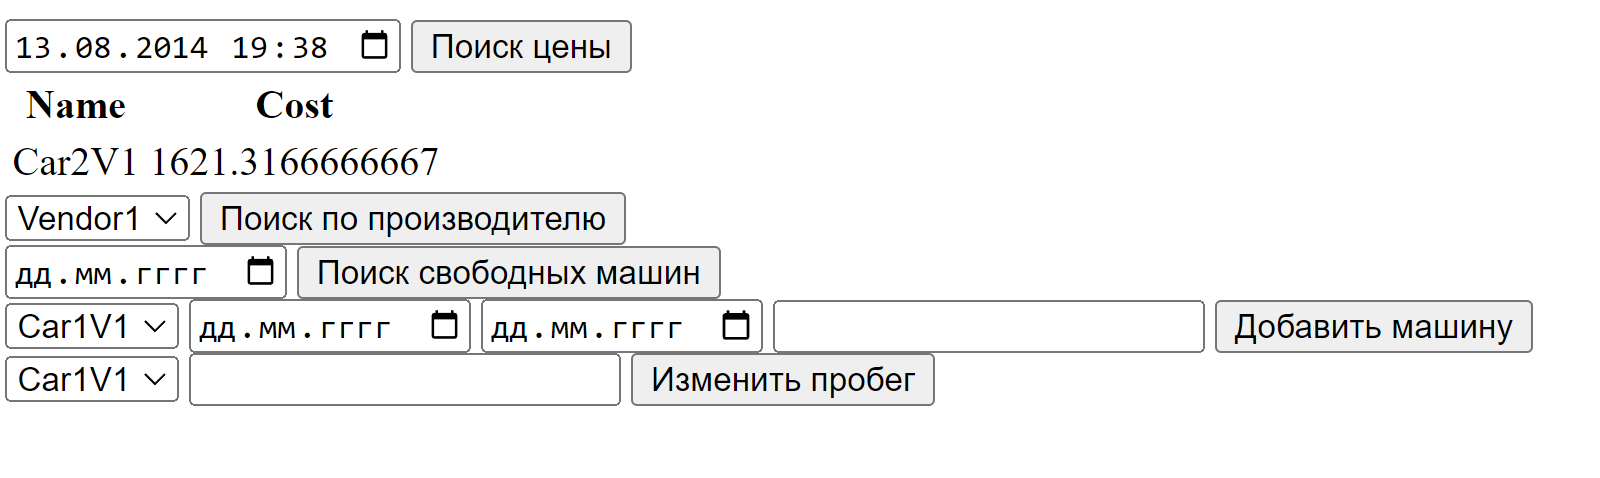 13.08.2014 19:38 Поиск цены
Name Cost
Car2V1 1621.3166666667
Vendor1 Поиск по производителю
дд.мм.гггг Поиск свободных машин
Car1V1 дд.мм.гггг дд.мм.гггг Добавить машину
Car1V1 Изменить пробег